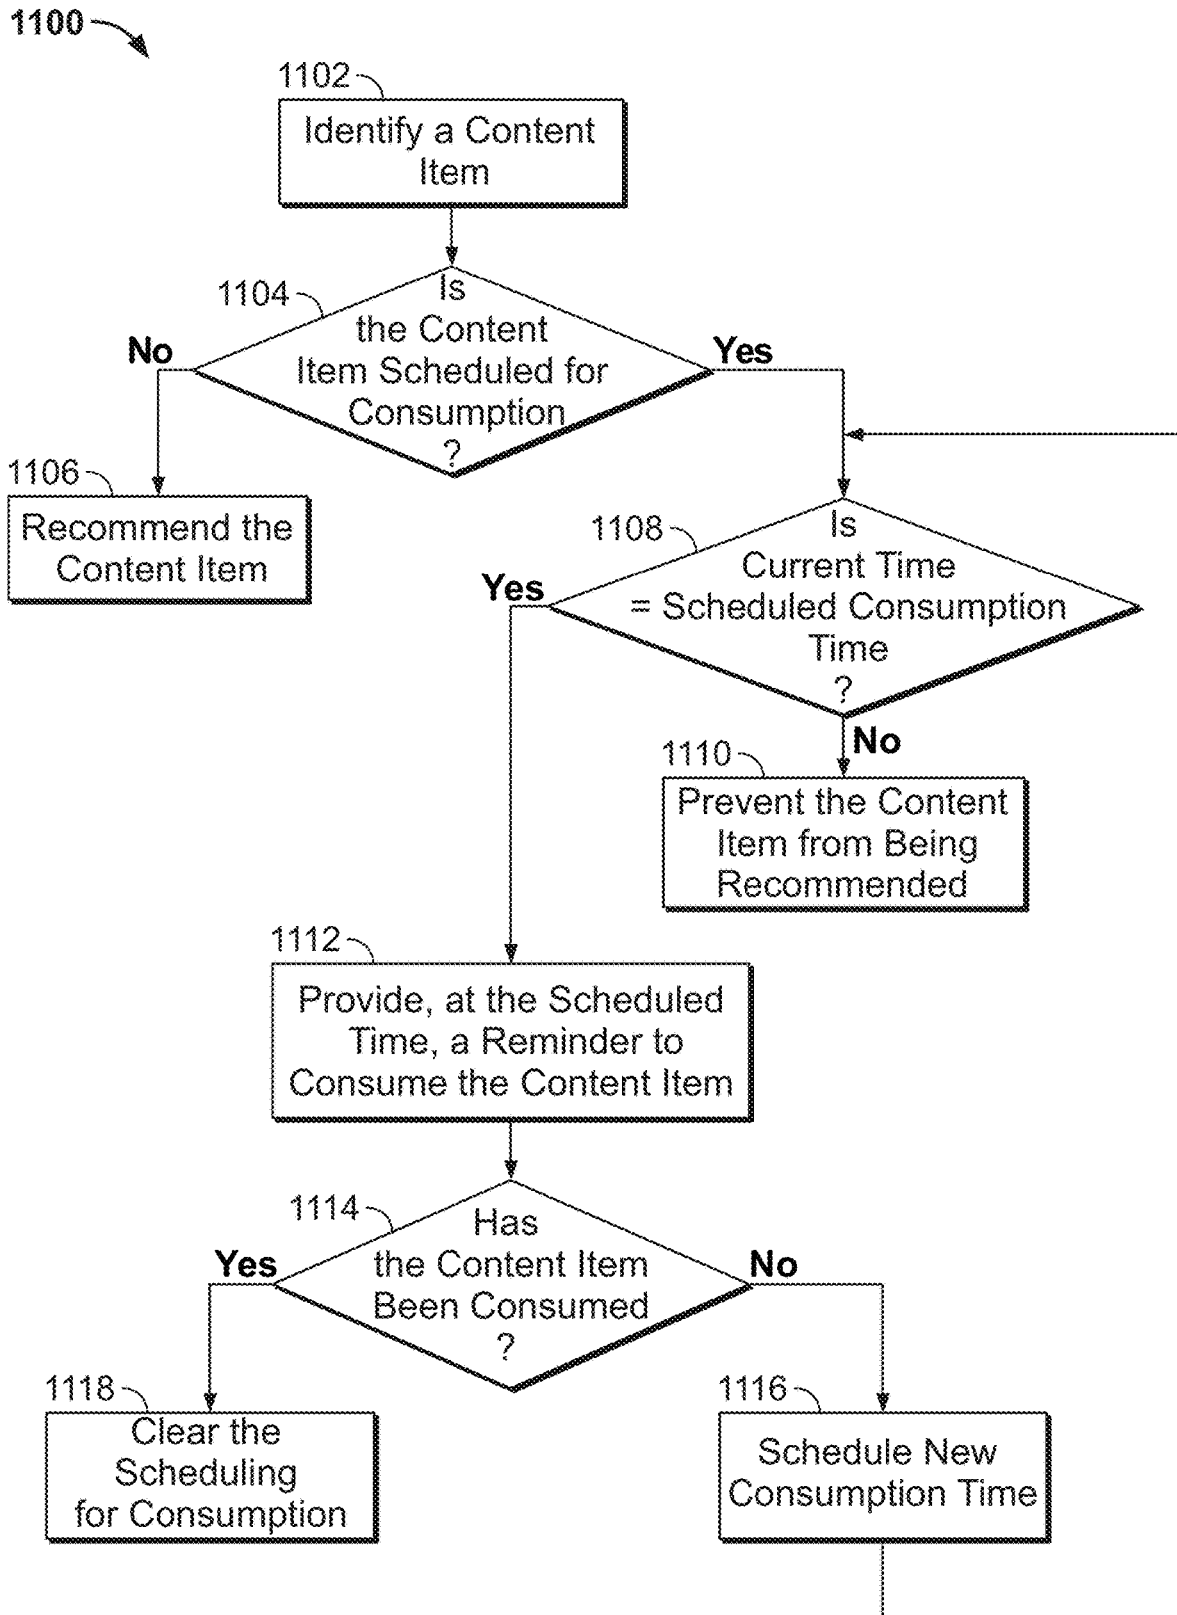 1100
1102
Identify a Content
Item
1104
Is
the Content
Item Scheduled for
Consumption
?
No
Yes
1106
Recommend the
Content Item
1108
Is
Current Time
= Scheduled Consumption
Time
?
Yes
No
1110
Prevent the Content
Item from Being
Recommended
1112
Provide, at the Scheduled
Time, a Reminder to
Consume the Content Item
1114
Has
the Content Item
Been Consumed
?
Yes
No
1118
Clear the
Scheduling
for Consumption
1116
Schedule New
Consumption Time